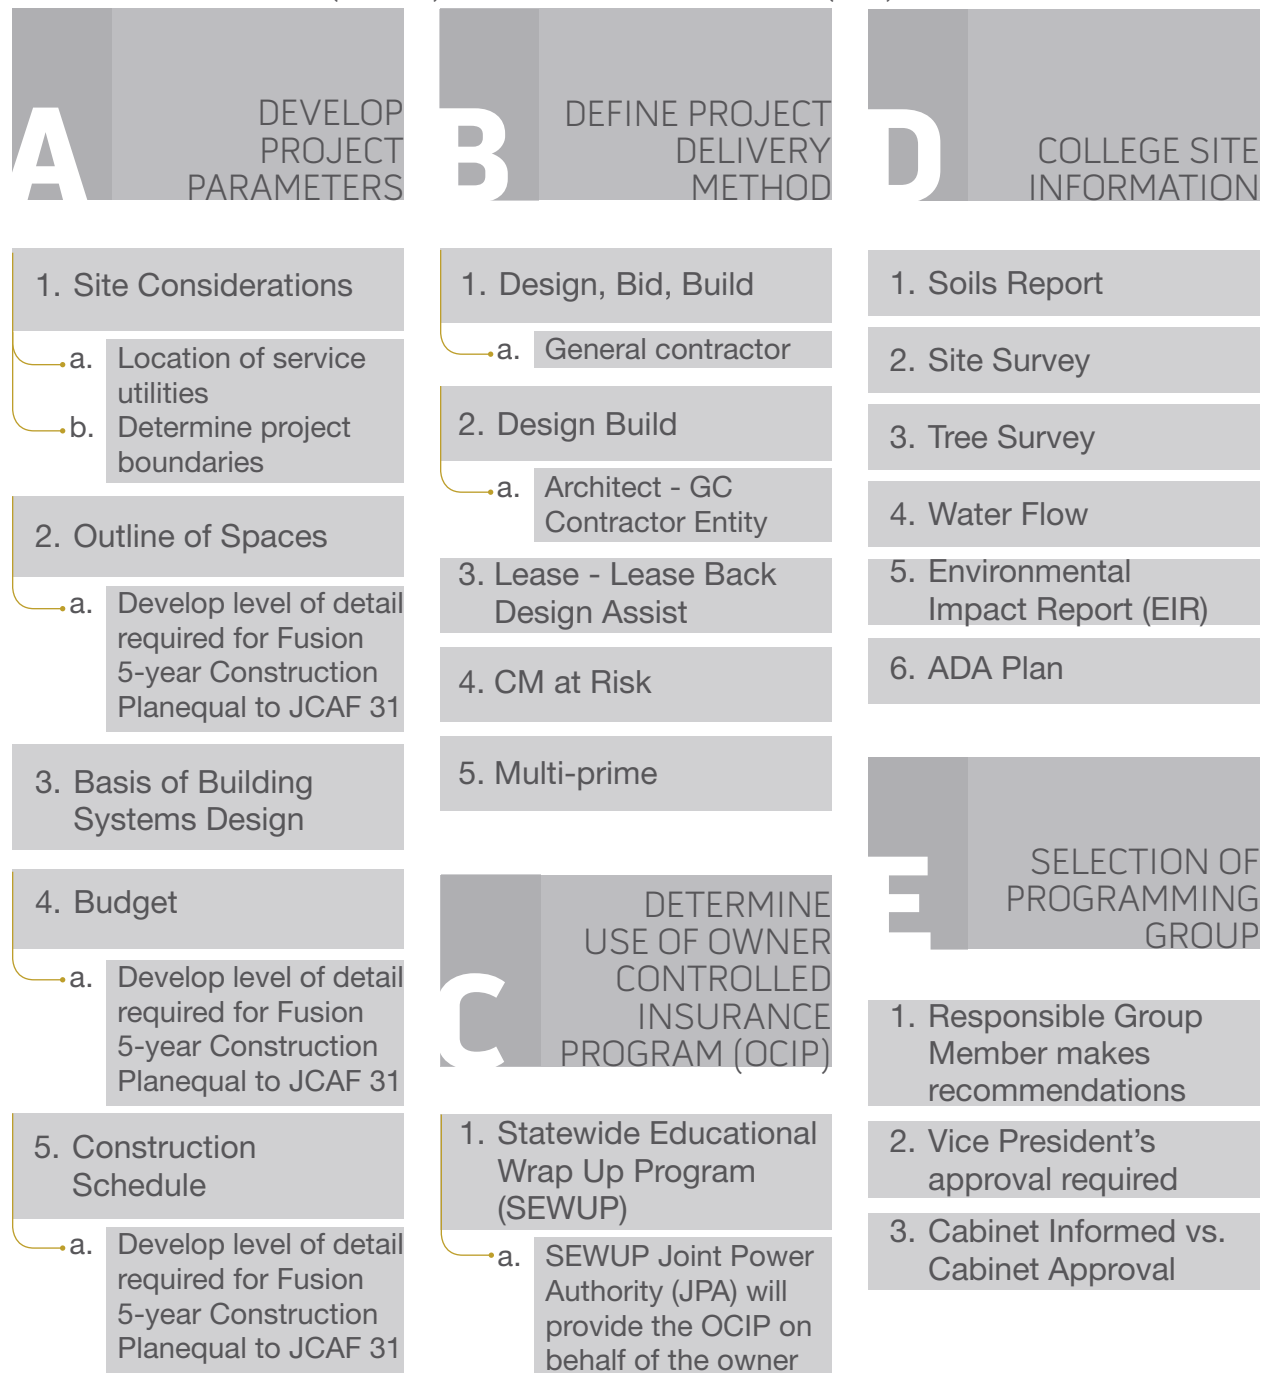 A
DEVELOP
PROJECT
PARAMETERS
1. Site Considerations
a. Location of service
utilities
b. Determine project
boundaries
2. Outline of Spaces
a. Develop level of detail
required for Fusion
5-year Construction
Planequal to JCAF 31
3. Basis of Building
Systems Design
4. Budget
a. Develop level of detail
required for Fusion
5-year Construction
Planequal to JCAF 31
5. Construction
Schedule
a. Develop level of detail
required for Fusion
5-year Construction
Planequal to JCAF 31
B
DEFINE PROJECT
DELIVERY
METHOD
1. Design, Bid, Build
a. General contractor
2. Design Build
a. Architect - GC
Contractor Entity
3. Lease - Lease Back
Design Assist
4. CM at Risk
5. Multi-prime
C
DETERMINE
USE OF OWNER
CONTROLLED
INSURANCE
PROGRAM (OCIP)
1. Statewide Educational
Wrap Up Program
(SEWUP)
a. SEWUP Joint Power
Authority (JPA) will
provide the OCIP on
behalf of the owner
D
COLLEGE SITE
INFORMATION
1. Soils Report
2. Site Survey
3. Tree Survey
4. Water Flow
5. Environmental
Impact Report (EIR)
6. ADA Plan
E
SELECTION OF
PROGRAMMING
GROUP
1. Responsible Group
Member makes
recommendations
2. Vice President’s
approval required
3. Cabinet Informed vs.
Cabinet Approval